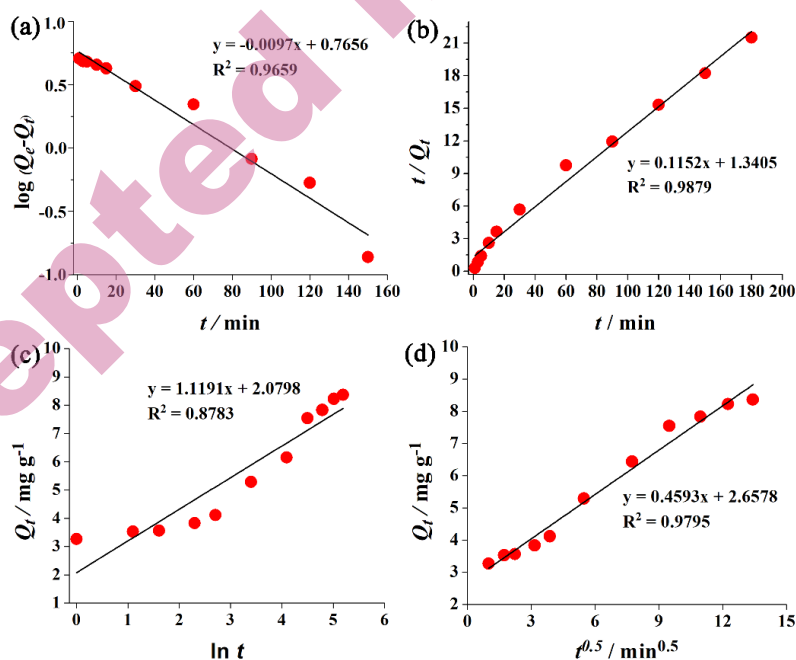 (a)
y = -0.0097x + 0.7656
R² = 0.9659
1.0
0.5
0.0
-0.5
-1.0
log (Qe-Qt)
0 20 40 60 80 100 120 140 160
t / min
(b)
21
18
15
12
9
6
3
0
t / Qt
y = 0.1152x + 1.3405
R² = 0.9879
0 20 40 60 80 100 120 140 160 180 200
t / min
(c)
10
9
8
7
6
5
4
3
2
1
Qt / mg g⁻¹
y = 1.1191x + 2.0798
R² = 0.8783
0 1 2 3 4 5 6
ln t
(d)
10
9
8
7
6
5
4
3
2
Qt / mg g⁻¹
y = 0.4593x + 2.6578
R² = 0.9795
0 3 6 9 12 15
t⁰·⁵ / min⁰·⁵
epted